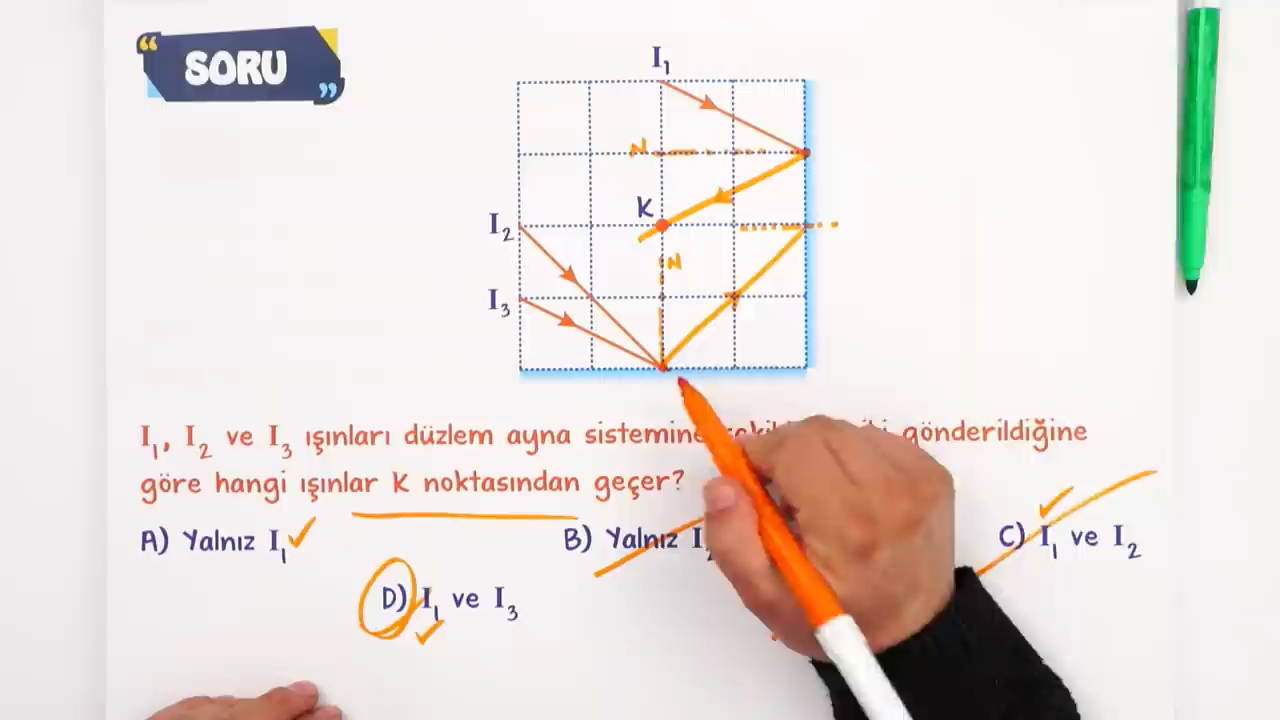 “ SORU ”
I₁
N
K
I₂
N
I₃
I₁, I₂ ve I₃ ışınları düzlem ayna sistemine gönderildiğine
göre hangi ışınlar K noktasından geçer?
A) Yalnız I₁ B) Yalnız C) I₁ ve I₂
D) I₁ ve I₃